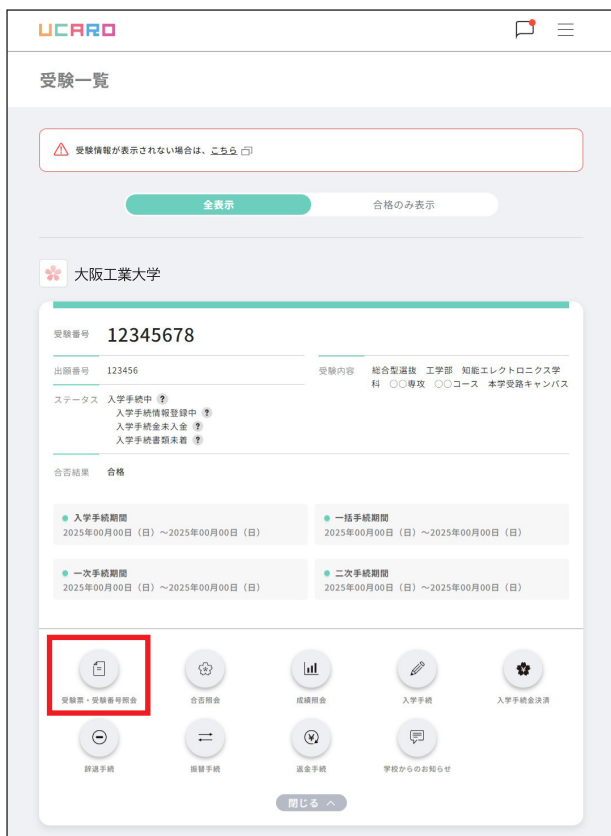 UCARO
受験一覧
受験情報が表示されない場合は、こちら
全表示
合格のみ表示
大阪工業大学
受験番号 12345678
出願番号 123456
受験内容 総合型選抜 工学部 知能エレクトロニクス学
科 ○○専攻 ○○コース 本学受路キャンパス
ステータス 入学手続中 ?
入学手続情報登録中 ?
入学手続金未入金 ?
入学手続書類未着 ?
合否結果 合格
入学手続期間
2025年00月00日（日）～2025年00月00日（日）
一括手続期間
2025年00月00日（日）～2025年00月00日（日）
一次手続期間
2025年00月00日（日）～2025年00月00日（日）
二次手続期間
2025年00月00日（日）～2025年00月00日（日）
受験票・受験番号照会
合否照会
成績照会
入学手続
入学手続金決済
辞退手続
振替手続
返金手続
学校からのお知らせ
閉じる